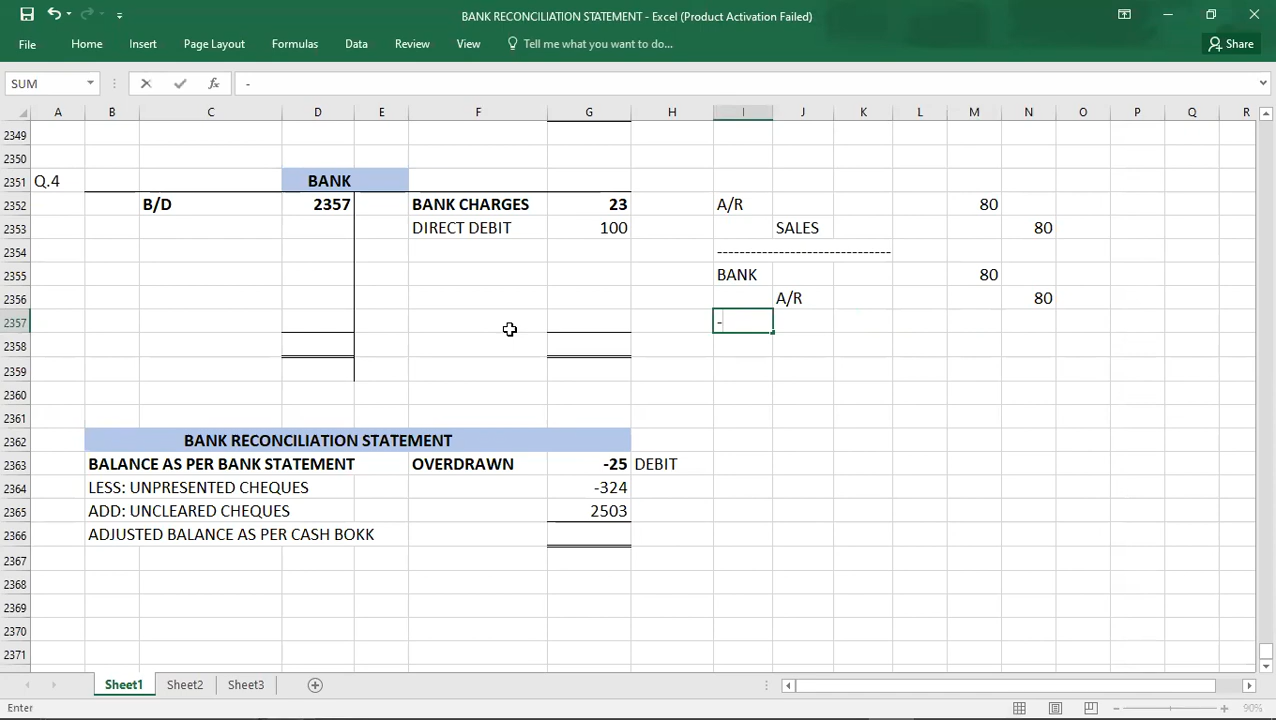 BANK RECONCILIATION STATEMENT - Excel (Product Activation Failed)
File Home Insert Page Layout Formulas Data Review View Tell me what you want to do... Share
SUM fx -
A B C D E F G H I J K L M N O P Q R
2349
2350
2351 Q.4 BANK
2352 B/D 2357 BANK CHARGES 23 A/R 80
2353 DIRECT DEBIT 100 SALES 80
2354 -------------------------------
2355 BANK 80
2356 A/R 80
2357 -
2358
2359
2360
2361
2362 BANK RECONCILIATION STATEMENT
2363 BALANCE AS PER BANK STATEMENT OVERDRAWN -25 DEBIT
2364 LESS: UNPRESENTED CHEQUES -324
2365 ADD: UNCLEARED CHEQUES 2503
2366 ADJUSTED BALANCE AS PER CASH BOKK
2367
2368
2369
2370
2371
Sheet1 Sheet2 Sheet3
Enter 90%